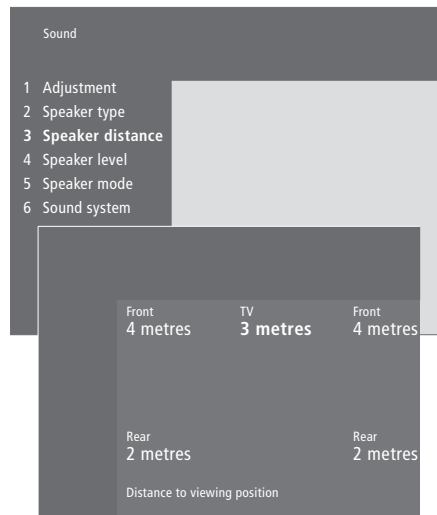 Sound
1 Adjustment
2 Speaker type
3 Speaker distance
4 Speaker level
5 Speaker mode
6 Sound system
Front TV Front
4 metres 3 metres 4 metres
Rear Rear
2 metres 2 metres
Distance to viewing position